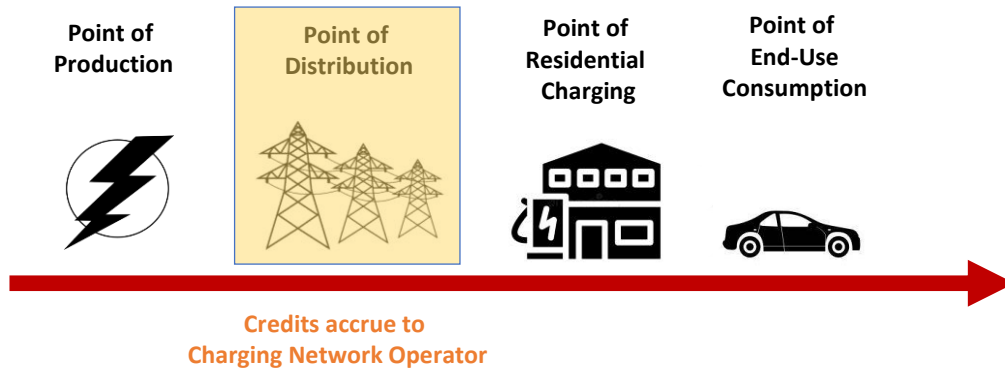 Point of
Production
Point of
Distribution
Point of
Residential
Charging
Point of
End-Use
Consumption
Credits accrue to
Charging Network Operator